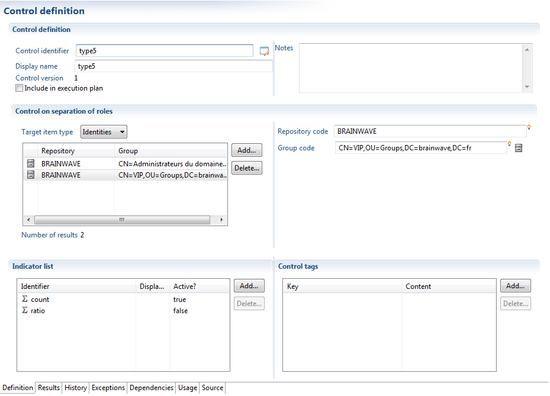 Control definition
Control definition
Control identifier type5
Display name type5
Control version 1
Include in execution plan
Notes
Control on separation of roles
Target item type Identities
Repository Group
BRAINWAVE CN=Administrateurs du domaine...
BRAINWAVE CN=VIP,OU=Groups,DC=brainwa...
Add...
Delete...
Number of results 2
Repository code BRAINWAVE
Group code CN=VIP,OU=Groups,DC=brainwave,DC=fr
Indicator list
Identifier Displa... Active?
Σ count true
Σ ratio false
Add...
Delete...
Control tags
Key Content
Add...
Delete...
Definition Results History Exceptions Dependencies Usage Source